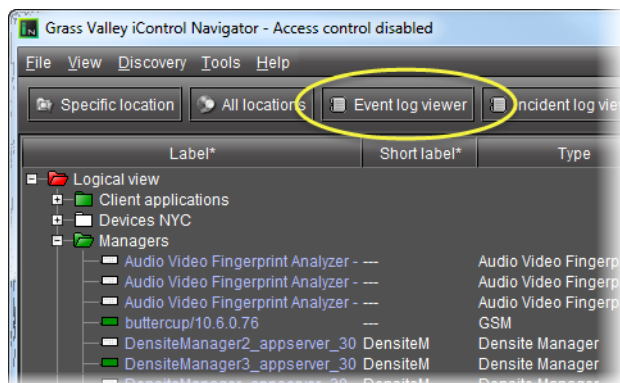 Grass Valley iControl Navigator - Access control disabled
File View Discovery Tools Help
Specific location All locations Event log viewer Incident log vie
Label* Short label* Type
Logical view
Client applications
Devices NYC
Managers
Audio Video Fingerprint Analyzer - --- Audio Video Fingerp
Audio Video Fingerprint Analyzer - --- Audio Video Fingerp
Audio Video Fingerprint Analyzer - --- Audio Video Fingerp
buttercup/10.6.0.76 --- GSM
DensiteManager2_appserver_30 DensiteM Densite Manager
DensiteManager3_appserver_30 DensiteM Densite Manager